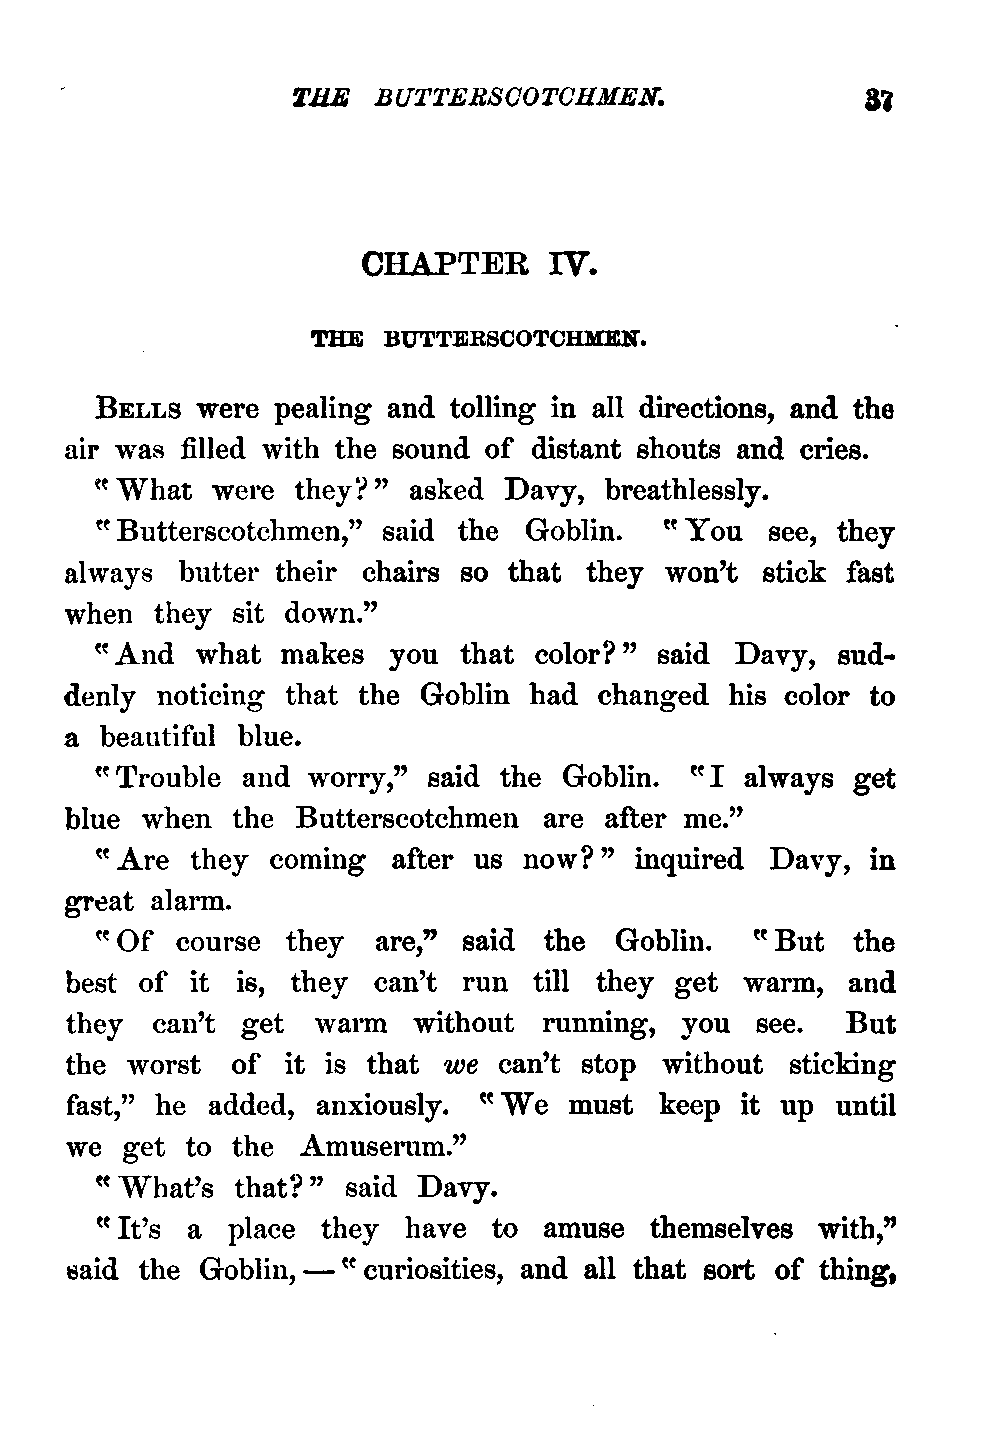 THE BUTTERSCOTCHMEN. 37
CHAPTER IV.
THE BUTTERSCOTCHMEN.
BELLS were pealing and tolling in all directions, and the
air was filled with the sound of distant shouts and cries.
"What were they?" asked Davy, breathlessly.
"Butterscotchmen," said the Goblin. "You see, they
always butter their chairs so that they won't stick fast
when they sit down."
"And what makes you that color?" said Davy, sud-
denly noticing that the Goblin had changed his color to
a beautiful blue.
"Trouble and worry," said the Goblin. "I always get
blue when the Butterscotchmen are after me."
"Are they coming after us now?" inquired Davy, in
great alarm.
"Of course they are," said the Goblin. "But the
best of it is, they can't run till they get warm, and
they can't get warm without running, you see. But
the worst of it is that we can't stop without sticking
fast," he added, anxiously. "We must keep it up until
we get to the Amuserum."
"What's that?" said Davy.
"It's a place they have to amuse themselves with,"
said the Goblin,—"curiosities, and all that sort of thing,